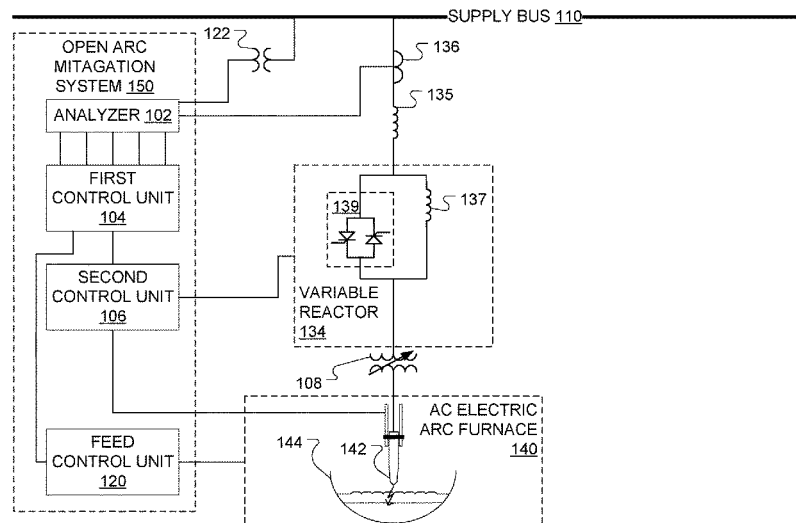 SUPPLY BUS 110
122
136
OPEN ARC
MITAGATION
SYSTEM 150
135
ANALYZER 102
FIRST
CONTROL UNIT
104
139
137
SECOND
CONTROL UNIT
106
VARIABLE
REACTOR
134
108
AC ELECTRIC
ARC FURNACE
140
144
142
FEED
CONTROL UNIT
120